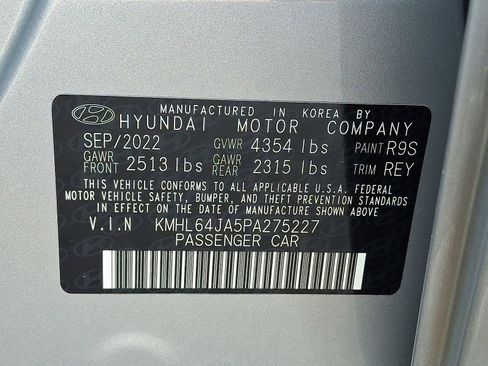 MANUFACTURED IN KOREA BY
HYUNDAI MOTOR COMPANY
SEP/2022 GVWR 4354 lbs PAINT R9S
GAWR FRONT 2513 lbs GAWR REAR 2315 lbs TRIM REY
THIS VEHICLE CONFORMS TO ALL APPLICABLE U.S.A. FEDERAL
MOTOR VEHICLE SAFETY, BUMPER, AND THEFT PREVENTION STANDARDS
IN EFFECT ON THE DATE OF MANUFACTURE SHOWN ABOVE.
V.I.N KMHL64JA5PA275227
PASSENGER CAR